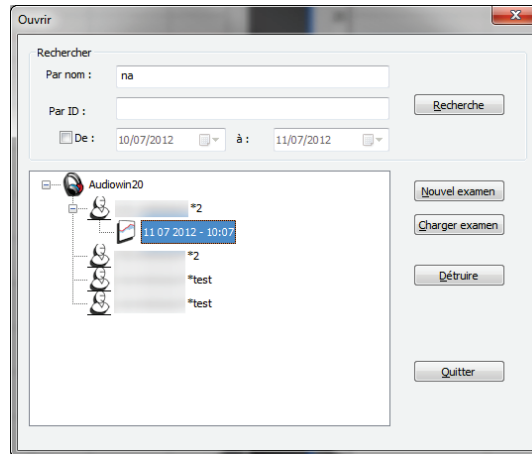 Ouvrir
Rechercher
Par nom : na
Par ID : Recherche
De : 10/07/2012 à : 11/07/2012
Audiowin20 Nouvel examen
*2
11 07 2012 - 10:07 Charger examen
*2
*test Détruire
*test
Quitter